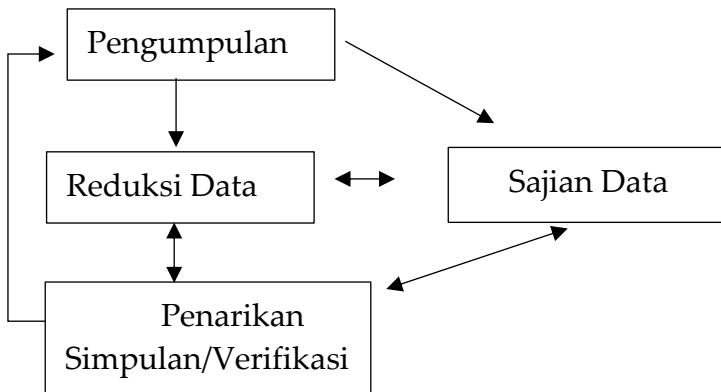 Pengumpulan
Reduksi Data
Sajian Data
Penarikan
Simpulan/Verifikasi